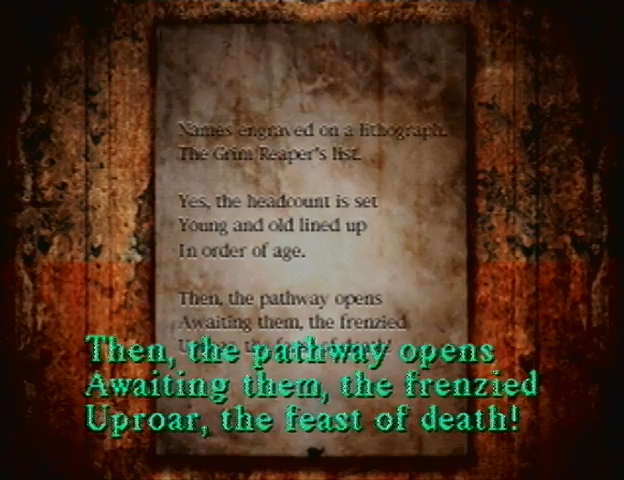 Names engraved on a lithograph.
The Grim Reaper's list.
Yes, the headcount is set
Young and old lined up
In order of age.
Then, the pathway opens
Awaiting them, the frenzied
Then, the pathway opens
Awaiting them, the frenzied
Uproar, the feast of death!